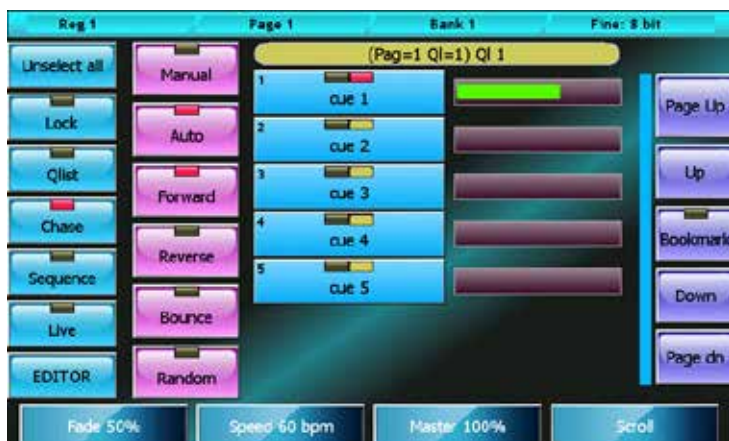 Reg 1 Page 1 Bank 1 Fine: 8 bit
(Pag=1 Ql=1) Ql 1
Unselect all
Lock
Qlist
Chase
Sequence
Live
EDITOR
Manual
Auto
Forward
Reverse
Bounce
Random
1 cue 1
2 cue 2
3 cue 3
4 cue 4
5 cue 5
Page Up
Up
Bookmark
Down
Page dn
Fade 50% Speed 60 bpm Master 100% Scroll